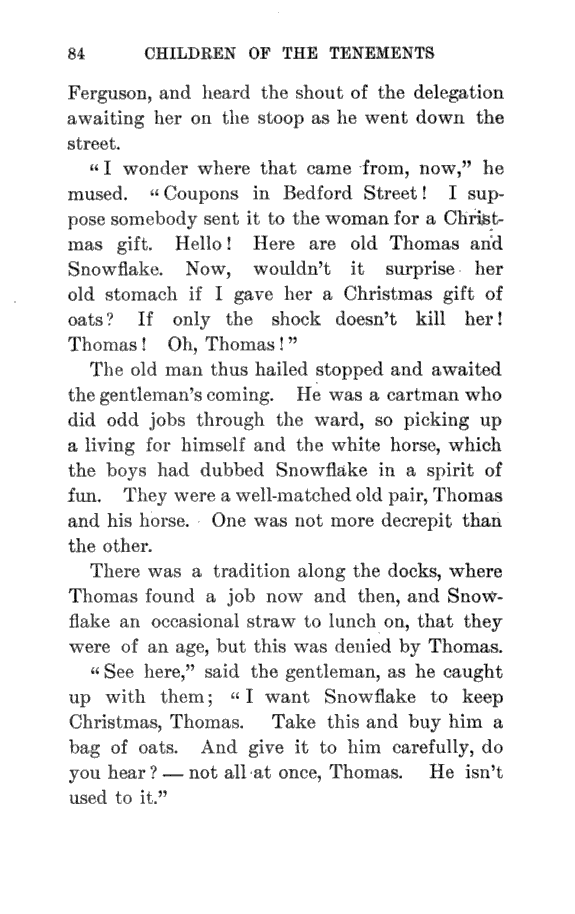 84 CHILDREN OF THE TENEMENTS
Ferguson, and heard the shout of the delegation
awaiting her on the stoop as he went down the
street.
“I wonder where that came from, now,” he
mused. “Coupons in Bedford Street! I sup-
pose somebody sent it to the woman for a Christ-
mas gift. Hello! Here are old Thomas and
Snowflake. Now, wouldn’t it surprise her
old stomach if I gave her a Christmas gift of
oats? If only the shock doesn’t kill her!
Thomas! Oh, Thomas!”
The old man thus hailed stopped and awaited
the gentleman’s coming. He was a cartman who
did odd jobs through the ward, so picking up
a living for himself and the white horse, which
the boys had dubbed Snowflake in a spirit of
fun. They were a well-matched old pair, Thomas
and his horse. One was not more decrepit than
the other.
There was a tradition along the docks, where
Thomas found a job now and then, and Snow-
flake an occasional straw to lunch on, that they
were of an age, but this was denied by Thomas.
“See here,” said the gentleman, as he caught
up with them; “I want Snowflake to keep
Christmas, Thomas. Take this and buy him a
bag of oats. And give it to him carefully, do
you hear? — not all at once, Thomas. He isn’t
used to it.”